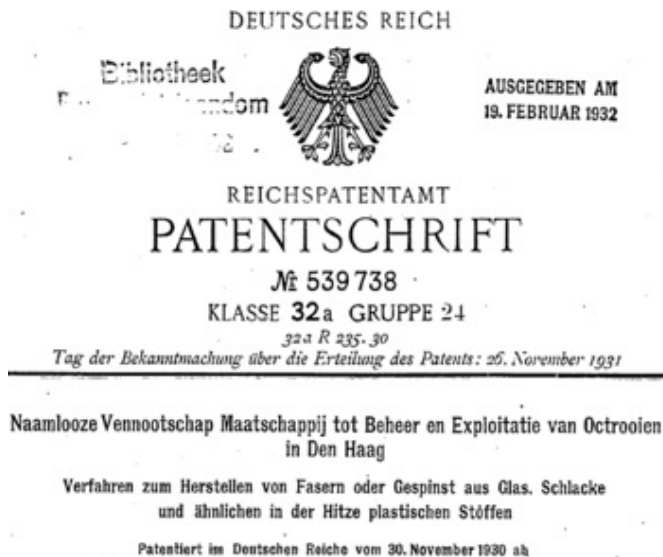 DEUTSCHES REICH
Bibliotheek
AUSGEGEBEN AM
19. FEBRUAR 1932
REICHSPATENTAMT
PATENTSCHRIFT
№ 539738
KLASSE 32a GRUPPE 24
32a R 235. 30
Tag der Bekanntmachung über die Erteilung des Patents: 26. November 1931
Naamlooze Vennootschap Maatschappij tot Beheer en Exploitatie van Octrooien
in Den Haag
Verfahren zum Herstellen von Fasern oder Gespinst aus Glas. Schlacke
und ähnlichen in der Hitze plastischen Stoffen
Patentiert im Deutschen Reiche vom 30. November 1930 ab